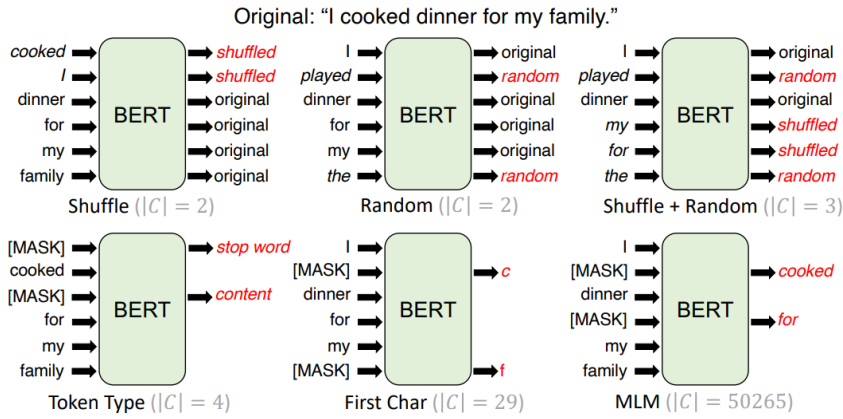 Original: “I cooked dinner for my family.”
cooked shuffled
I shuffled
dinner original
for original
my original
family original
BERT
Shuffle (|C| = 2)
I original
played random
dinner original
for original
my original
the random
BERT
Random (|C| = 2)
I original
played random
dinner original
my shuffled
for shuffled
the random
BERT
Shuffle + Random (|C| = 3)
[MASK] stop word
cooked
[MASK] content
for
my
family
BERT
Token Type (|C| = 4)
I
[MASK] c
dinner
for
my
[MASK] f
BERT
First Char (|C| = 29)
I
[MASK] cooked
dinner
[MASK] for
my
family
BERT
MLM (|C| = 50265)